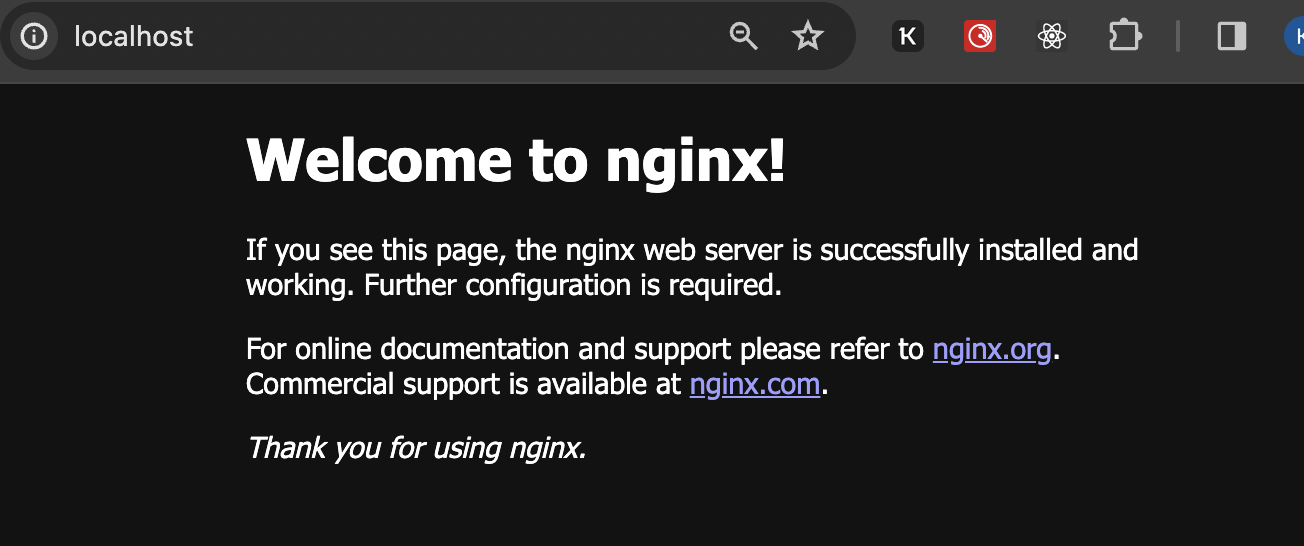 localhost
K
K
Welcome to nginx!
If you see this page, the nginx web server is successfully installed and
working. Further configuration is required.
For online documentation and support please refer to nginx.org.
Commercial support is available at nginx.com.
Thank you for using nginx.